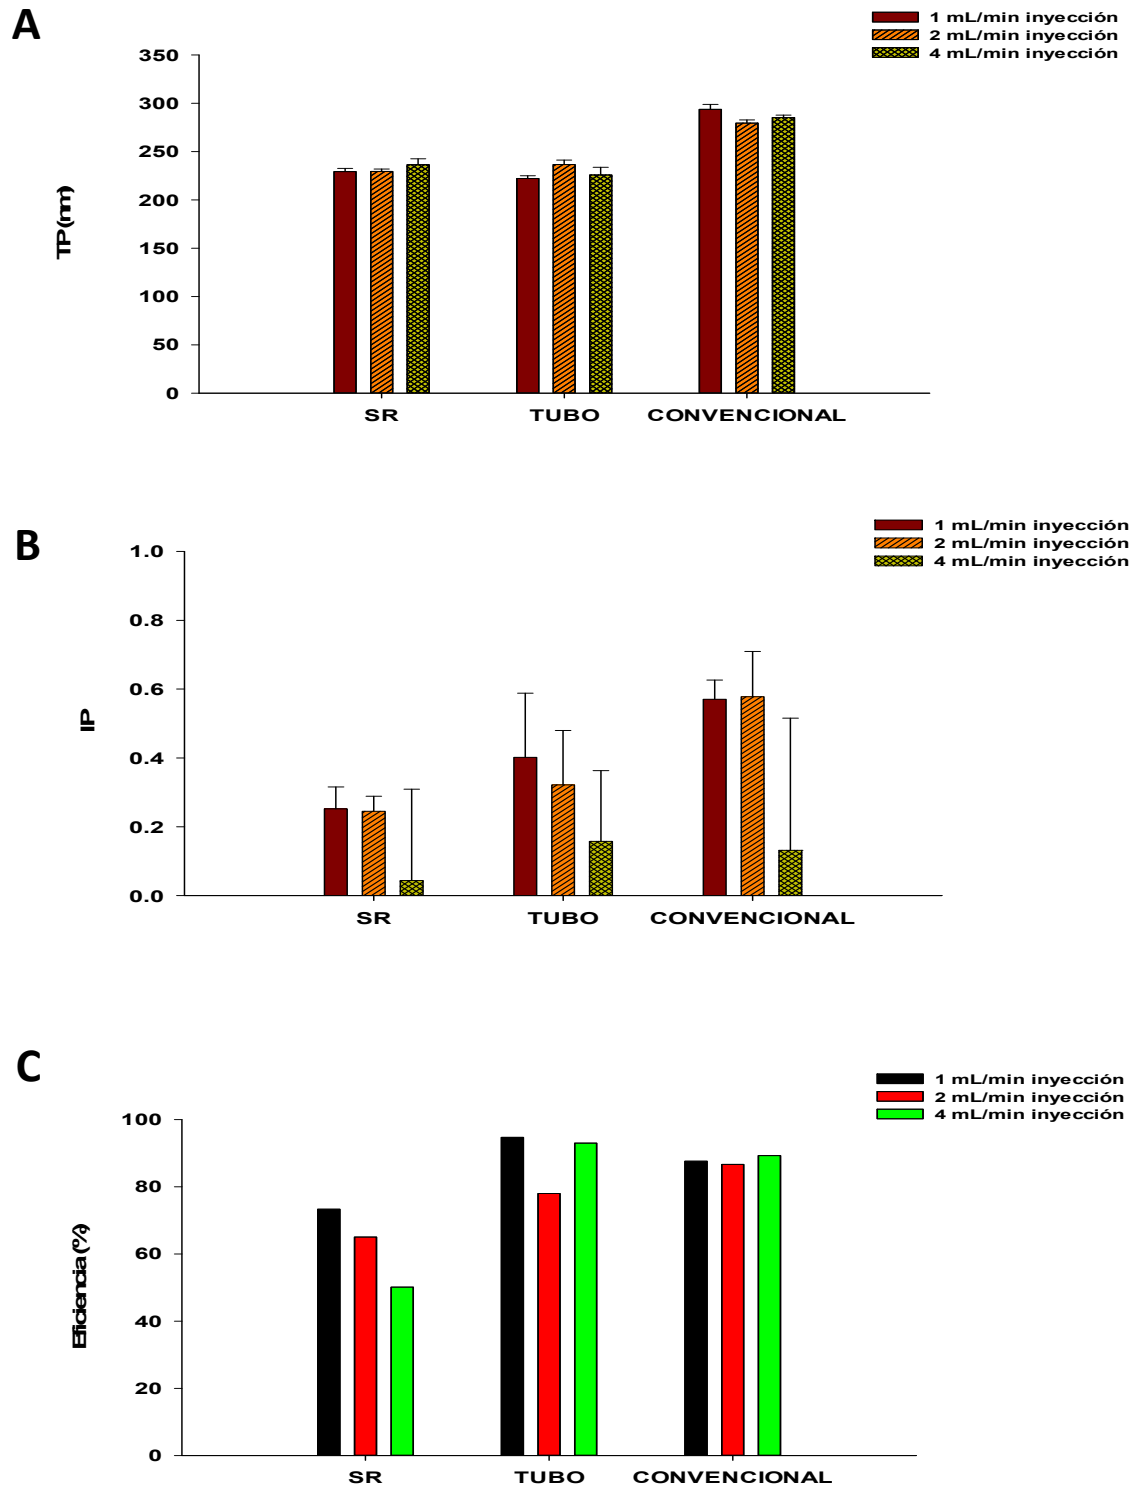 A
1 mL/min inyección
2 mL/min inyección
4 mL/min inyección
350
300
250
200
150
100
50
0
TP(nm)
SR TUBO CONVENCIONAL
B
1 mL/min inyección
2 mL/min inyección
4 mL/min inyección
1.0
0.8
0.6
0.4
0.2
0.0
IP
SR TUBO CONVENCIONAL
C
1 mL/min inyección
2 mL/min inyección
4 mL/min inyección
100
80
60
40
20
0
Eficiencia(%)
SR TUBO CONVENCIONAL